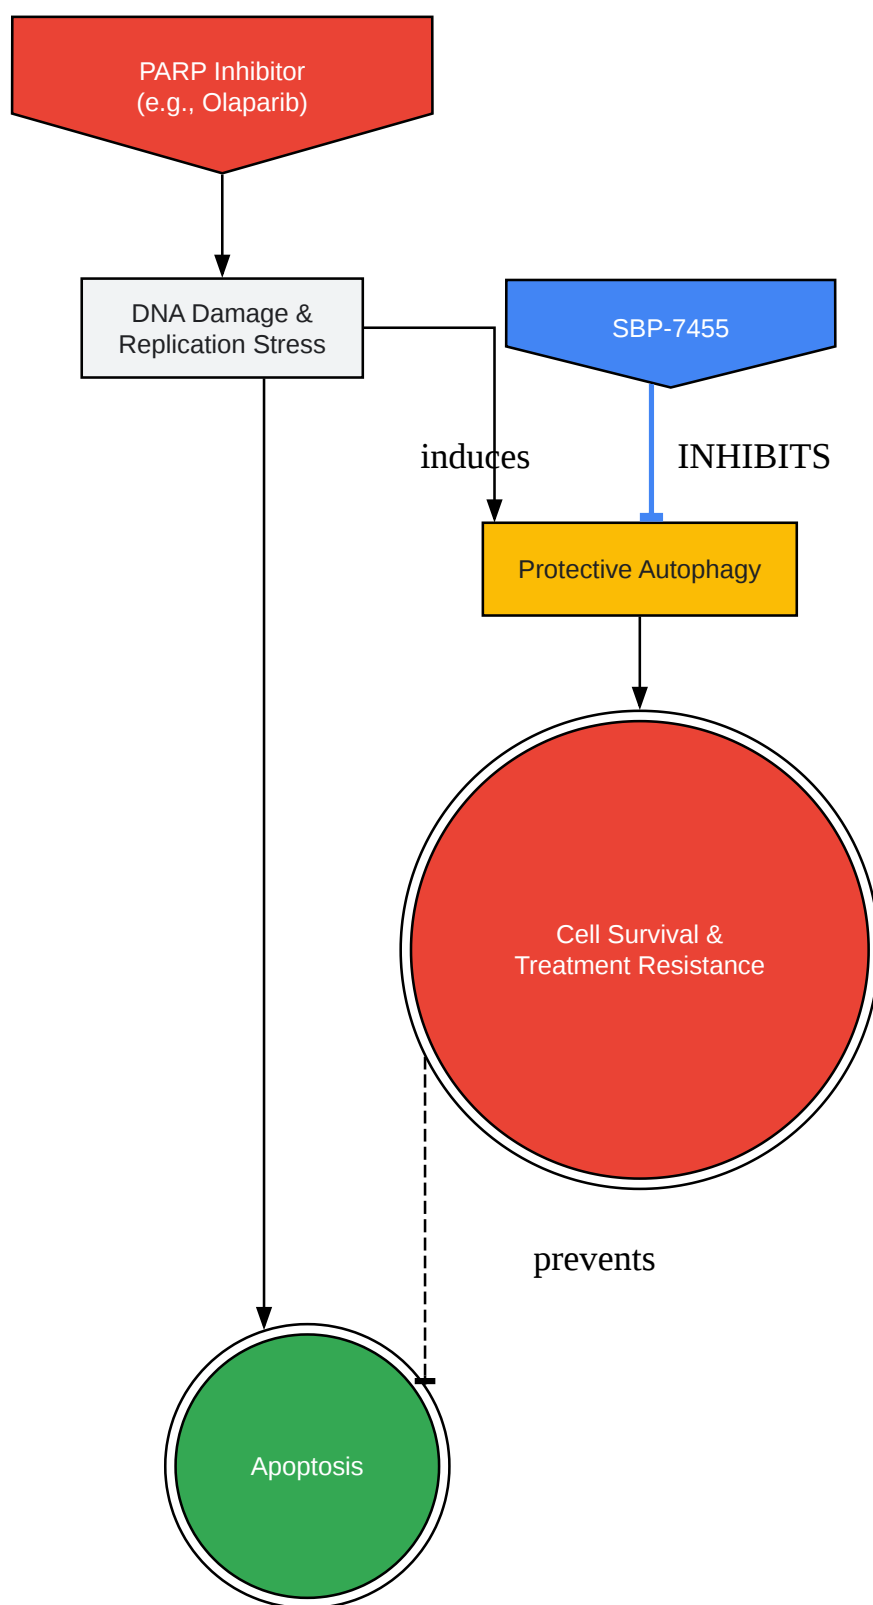 PARP Inhibitor
(e.g., Olaparib)
DNA Damage &
Replication Stress
SBP-7455
induces
INHIBITS
Protective Autophagy
Cell Survival &
Treatment Resistance
prevents
Apoptosis